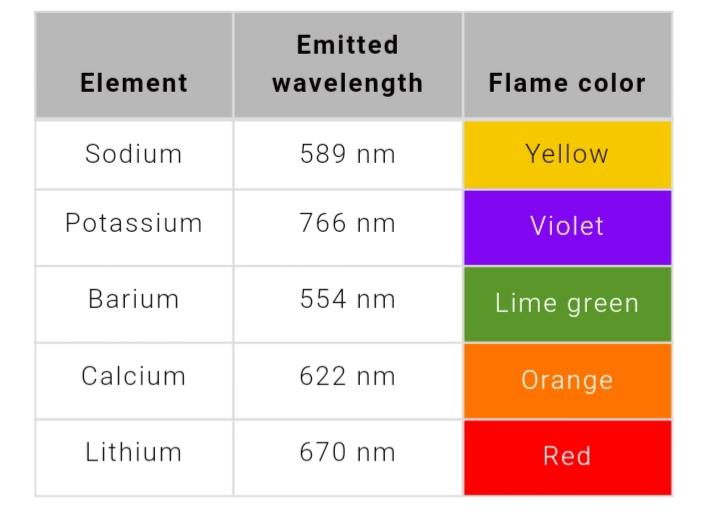 Element Emitted wavelength Flame color
Sodium 589 nm Yellow
Potassium 766 nm Violet
Barium 554 nm Lime green
Calcium 622 nm Orange
Lithium 670 nm Red